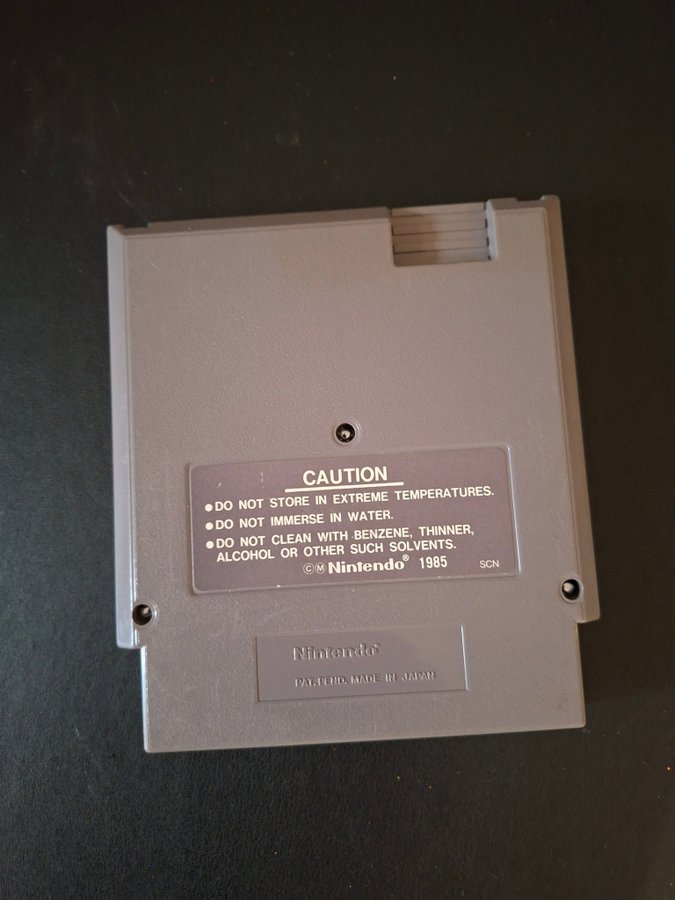 CAUTION
●DO NOT STORE IN EXTREME TEMPERATURES.
●DO NOT IMMERSE IN WATER.
●DO NOT CLEAN WITH BENZENE, THINNER,
ALCOHOL OR OTHER SUCH SOLVENTS.
ⒸⓂ Nintendo® 1985 SCN
Nintendo®
PAT. PEND. MADE IN JAPAN